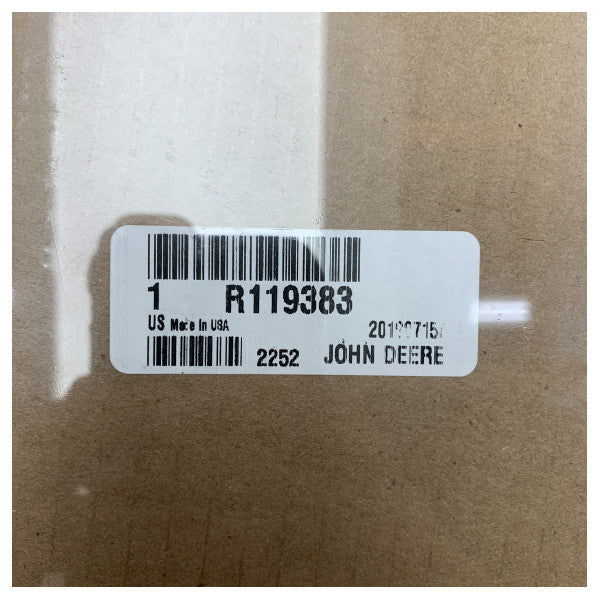 1 R119383
US Made In USA
2252 JOHN DEERE